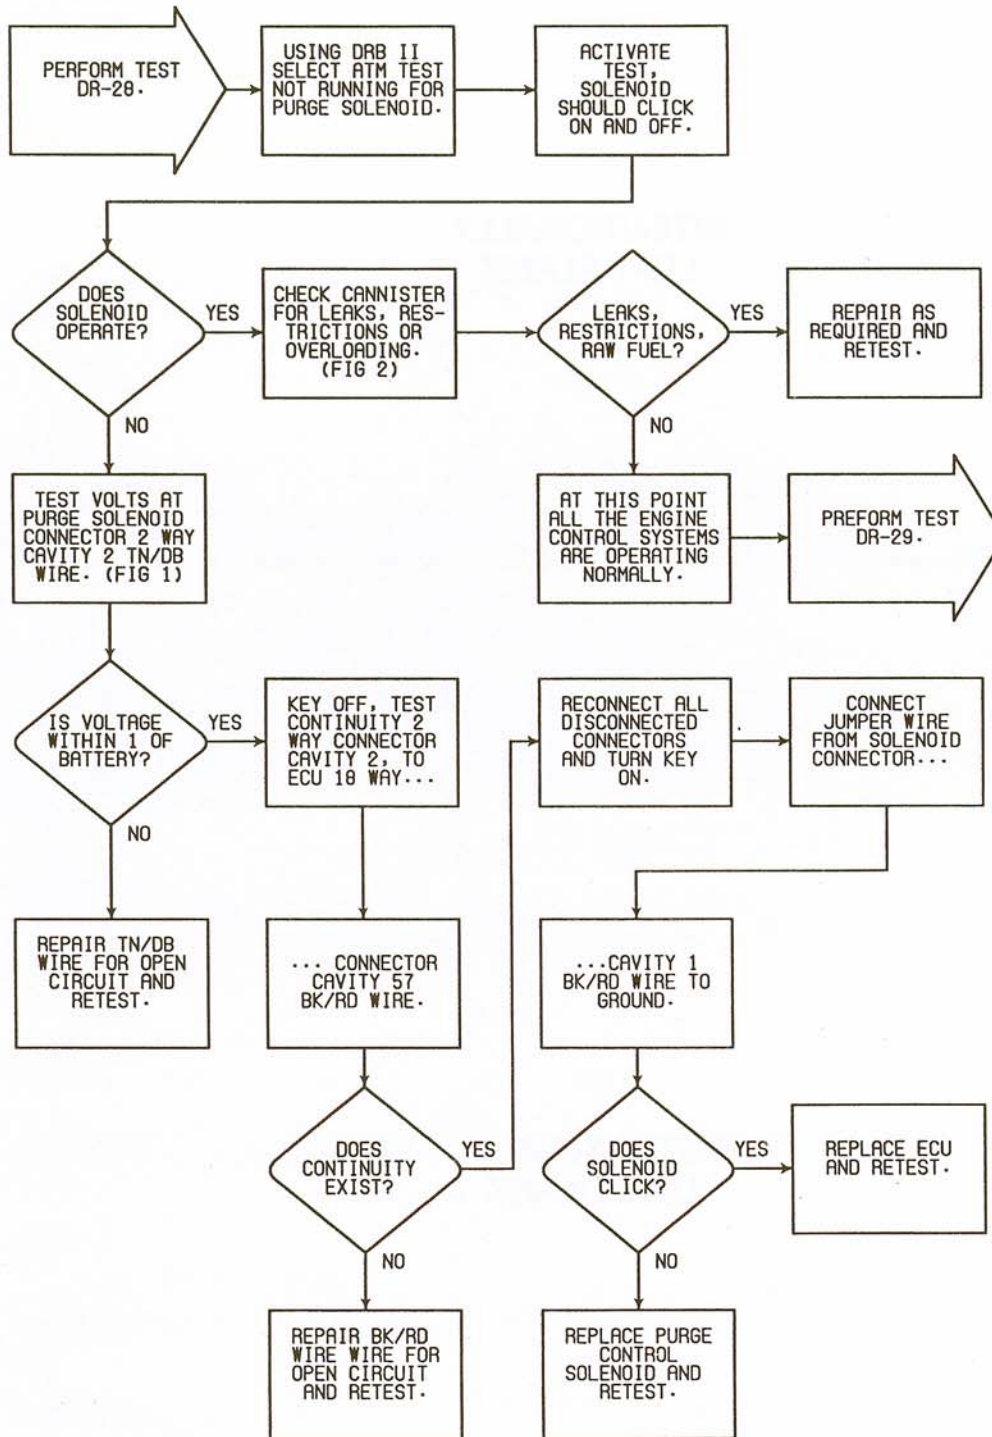 PERFORM TEST
DR-28.
USING DRB II
SELECT ATM TEST
NOT RUNNING FOR
PURGE SOLENOID.
ACTIVATE
TEST,
SOLENOID
SHOULD CLICK
ON AND OFF.
DOES
SOLENOID
OPERATE?
YES
NO
CHECK CANNISTER
FOR LEAKS, RES-
TRICTIONS OR
OVERLOADING.
(FIG 2)
LEAKS,
RESTRICTIONS,
RAW FUEL?
YES
NO
REPAIR AS
REQUIRED AND
RETEST.
TEST VOLTS AT
PURGE SOLENOID
CONNECTOR 2 WAY
CAVITY 2 TN/DB
WIRE. (FIG 1)
AT THIS POINT
ALL THE ENGINE
CONTROL SYSTEMS
ARE OPERATING
NORMALLY.
PREFORM TEST
DR-29.
IS VOLTAGE
WITHIN 1 OF
BATTERY?
YES
NO
KEY OFF, TEST
CONTINUITY 2
WAY CONNECTOR
CAVITY 2, TO
ECU 18 WAY...
RECONNECT ALL
DISCONNECTED
CONNECTORS
AND TURN KEY
ON.
CONNECT
JUMPER WIRE
FROM SOLENOID
CONNECTOR...
REPAIR TN/DB
WIRE FOR OPEN
CIRCUIT AND
RETEST.
... CONNECTOR
CAVITY 57
BK/RD WIRE.
...CAVITY 1
BK/RD WIRE TO
GROUND.
DOES
CONTINUITY
EXIST?
YES
NO
DOES
SOLENOID
CLICK?
YES
NO
REPLACE ECU
AND RETEST.
REPAIR BK/RD
WIRE WIRE FOR
OPEN CIRCUIT
AND RETEST.
REPLACE PURGE
CONTROL
SOLENOID AND
RETEST.